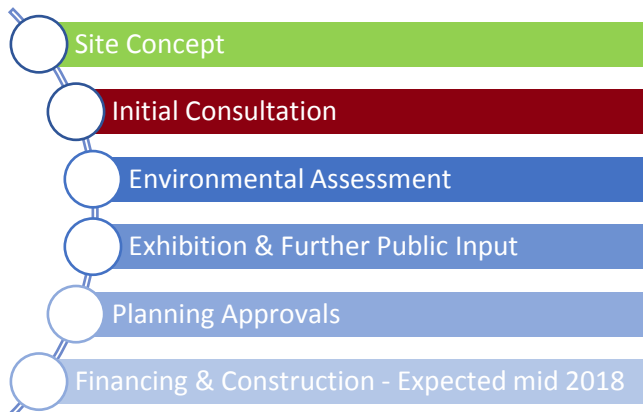 Site Concept
Initial Consultation
Environmental Assessment
Exhibition & Further Public Input
Planning Approvals
Financing & Construction - Expected mid 2018